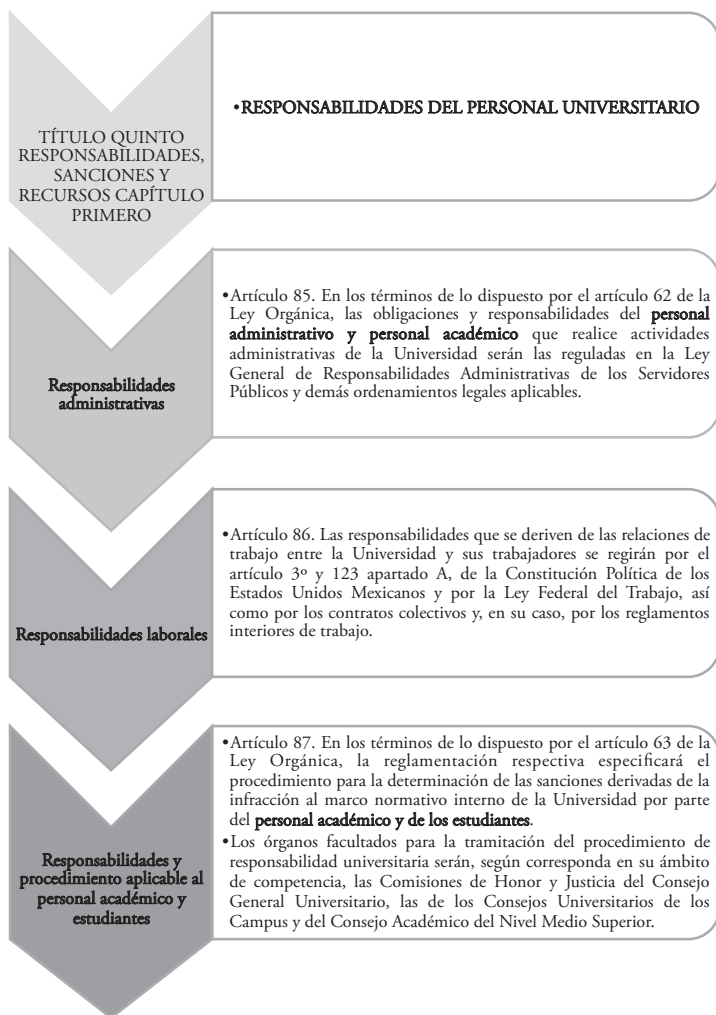 TÍTULO QUINTO
RESPONSABILIDADES,
SANCIONES Y
RECURSOS CAPÍTULO
PRIMERO
•RESPONSABILIDADES DEL PERSONAL UNIVERSITARIO
Responsabilidades
administrativas
•Artículo 85. En los términos de lo dispuesto por el artículo 62 de la
Ley Orgánica, las obligaciones y responsabilidades del personal
administrativo y personal académico que realice actividades
administrativas de la Universidad serán las reguladas en la Ley
General de Responsabilidades Administrativas de los Servidores
Públicos y demás ordenamientos legales aplicables.
Responsabilidades laborales
•Artículo 86. Las responsabilidades que se deriven de las relaciones de
trabajo entre la Universidad y sus trabajadores se regirán por el
artículo 3º y 123 apartado A, de la Constitución Política de los
Estados Unidos Mexicanos y por la Ley Federal del Trabajo, así
como por los contratos colectivos y, en su caso, por los reglamentos
interiores de trabajo.
Responsabilidades y
procedimiento aplicable al
personal académico y
estudiantes
•Artículo 87. En los términos de lo dispuesto por el artículo 63 de la
Ley Orgánica, la reglamentación respectiva especificará el
procedimiento para la determinación de las sanciones derivadas de la
infracción al marco normativo interno de la Universidad por parte
del personal académico y de los estudiantes.
•Los órganos facultados para la tramitación del procedimiento de
responsabilidad universitaria serán, según corresponda en su ámbito
de competencia, las Comisiones de Honor y Justicia del Consejo
General Universitario, las de los Consejos Universitarios de los
Campus y del Consejo Académico del Nivel Medio Superior.